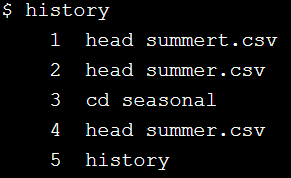 $ history
1 head summert.csv
2 head summer.csv
3 cd seasonal
4 head summer.csv
5 history